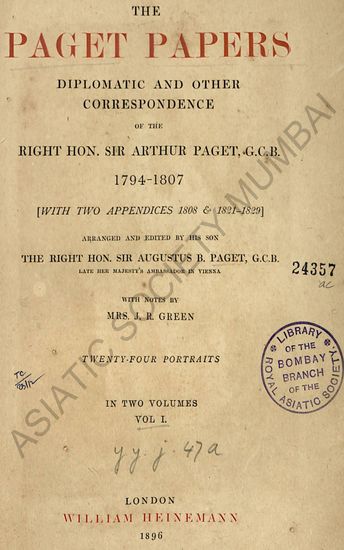 THE
PAGET PAPERS
DIPLOMATIC AND OTHER
CORRESPONDENCE
OF THE
RIGHT HON. SIR ARTHUR PAGET, G.C.B.
1794-1807
[WITH TWO APPENDICES 1808 & 1821-1829]
ARRANGED AND EDITED BY HIS SON
THE RIGHT HON. SIR AUGUSTUS B. PAGET, G.C.B.
LATE HER MAJESTY'S AMBASSADOR IN VIENNA
24357
WITH NOTES BY
MRS. J. R. GREEN
TWENTY-FOUR PORTRAITS
LIBRARY
OF THE
BOMBAY
BRANCH
OF THE
ROYAL ASIATIC SOCIETY.
IN TWO VOLUMES
VOL I.
yy. j. 47a
LONDON
WILLIAM HEINEMANN
1896
ASIATIC SOCIETY MUMBAI